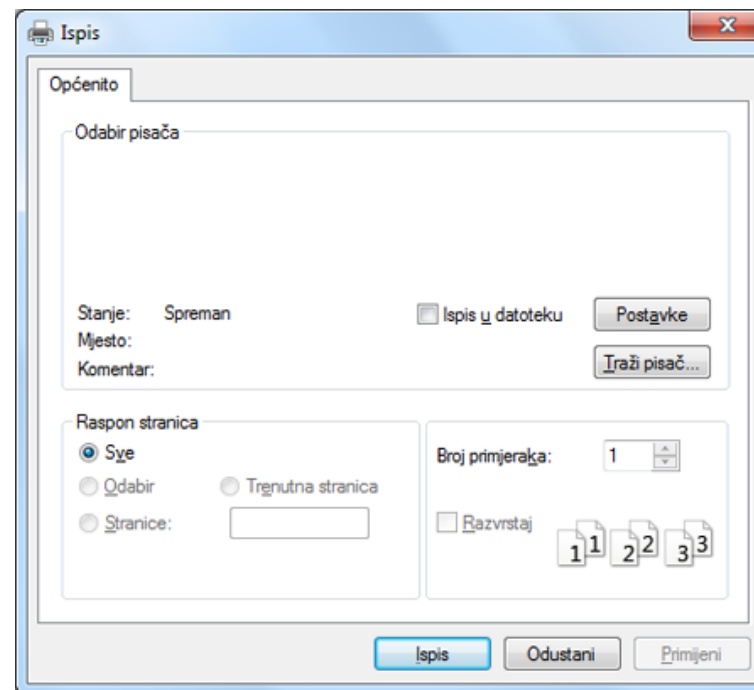 Ispis
Općenito
Odabir pisača
Stanje: Spreman
Ispis u datoteku
Postavke
Mjesto:
Komentar:
Traži pisač...
Raspon stranica
Sve
Odabir
Trenutna stranica
Stranice:
Broj primjeraka: 1
Razvrstaj
1 1 2 2 3 3
Ispis
Odustani
Primijeni